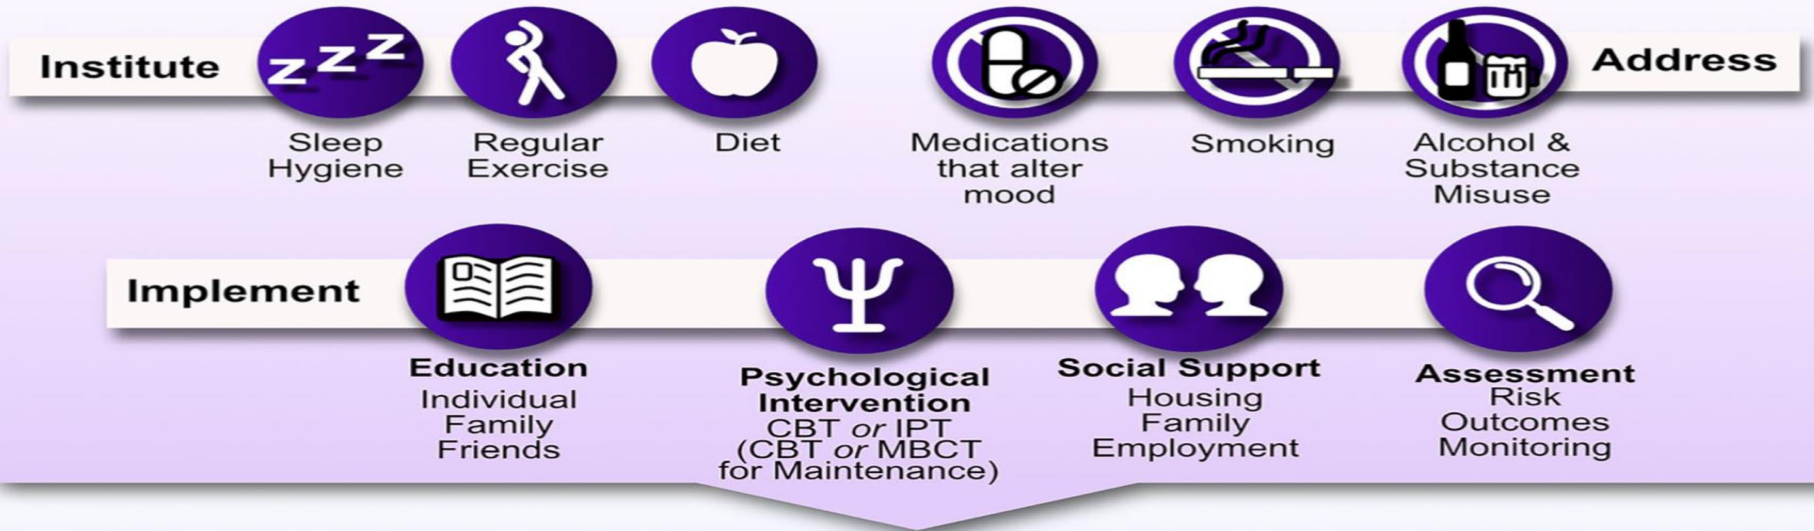 Institute
Sleep
Hygiene
Regular
Exercise
Diet
Medications
that alter
mood
Smoking
Alcohol &
Substance
Misuse
Address
Implement
Education
Individual
Family
Friends
Psychological
Intervention
CBT or IPT
(CBT or MBCT
for Maintenance)
Social Support
Housing
Family
Employment
Assessment
Risk
Outcomes
Monitoring